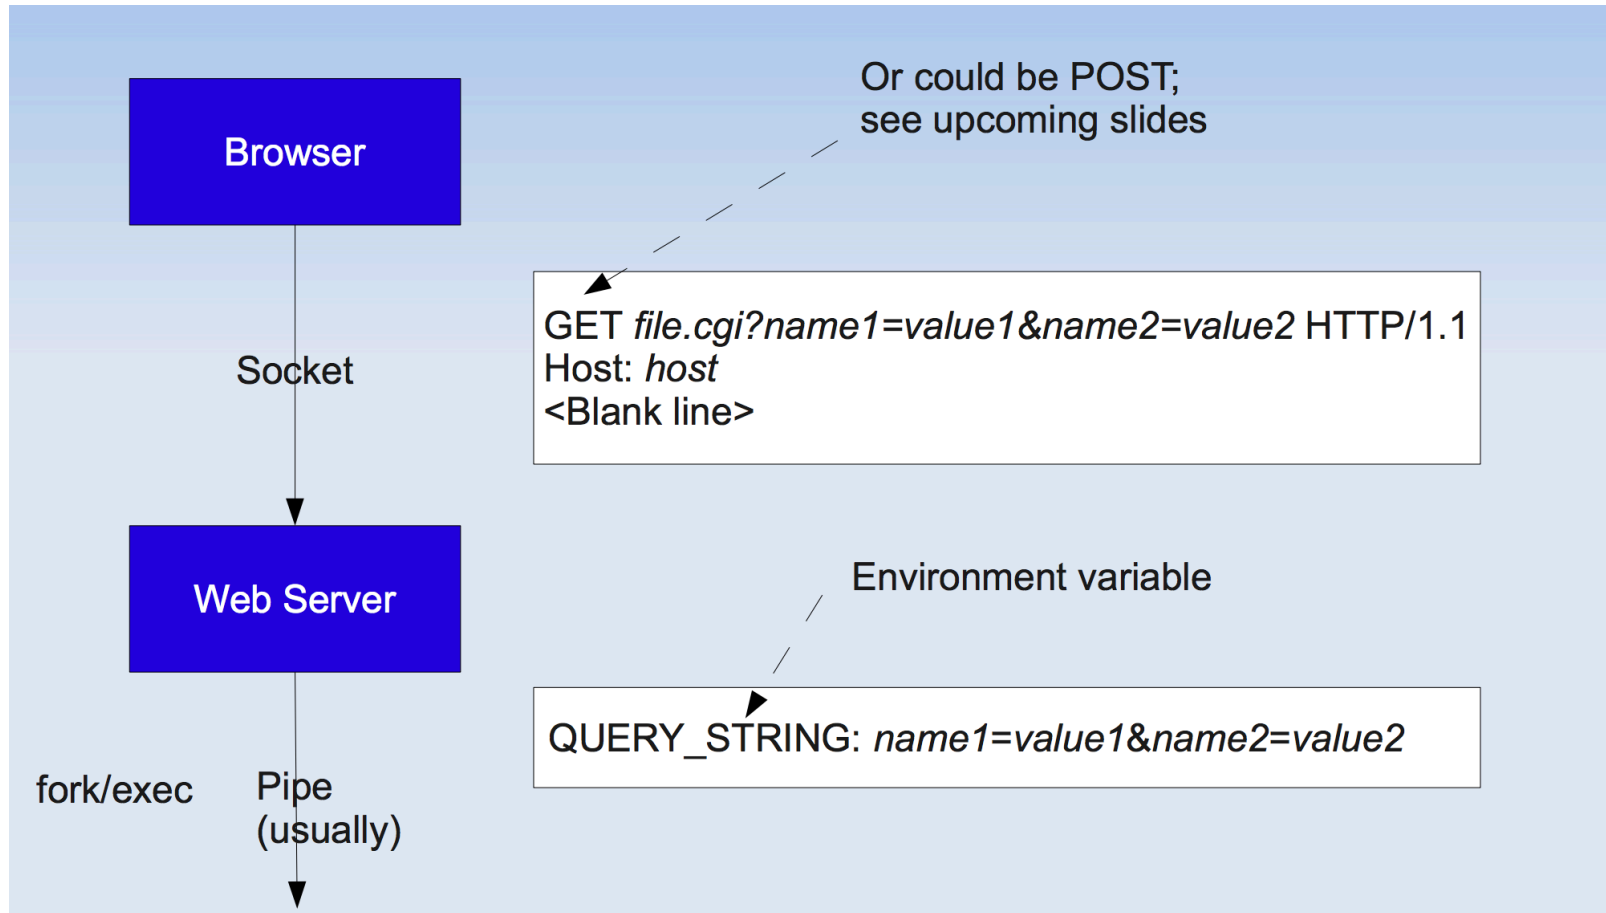 Browser
Or could be POST;
see upcoming slides
GET file.cgi?name1=value1&name2=value2 HTTP/1.1
Host: host
<Blank line>
Socket
Web Server
Environment variable
QUERY_STRING: name1=value1&name2=value2
fork/exec
Pipe
(usually)